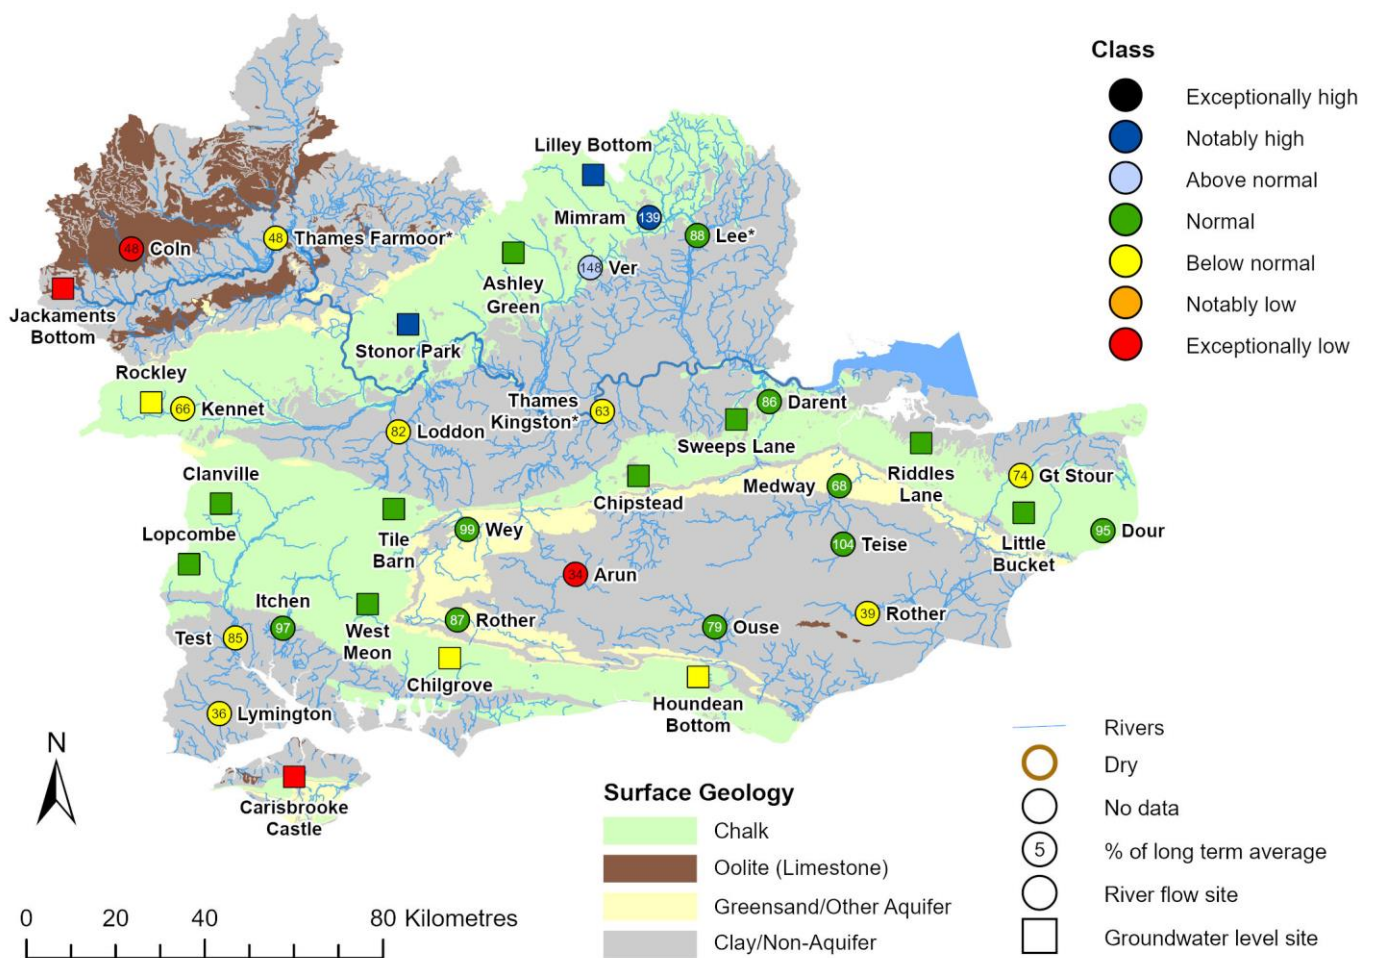 Class
Exceptionally high
Notably high
Above normal
Normal
Below normal
Notably low
Exceptionally low
Lilley Bottom
Mimram
139
88
Lee*
48
Coln
48
Thames Farmoor*
148
Ver
Ashley
Green
Jackaments
Bottom
Stonor Park
Rockley
66
Kennet
82
Loddon
Thames
Kingston*
63
86
Darent
Sweeps Lane
Clanville
Chipstead
Medway
68
Riddles
Lane
74
Gt Stour
Lopcombe
Tile
Barn
99
Wey
104
Teise
Little
Bucket
95
Dour
34
Arun
Itchen
97
Test
85
West
Meon
87
Rother
79
Ouse
39
Rother
Chilgrove
Houndean
Bottom
36
Lymington
Carisbrooke
Castle
N
0 20 40 80 Kilometres
Surface Geology
Chalk
Oolite (Limestone)
Greensand/Other Aquifer
Clay/Non-Aquifer
Rivers
Dry
No data
5
% of long term average
River flow site
Groundwater level site